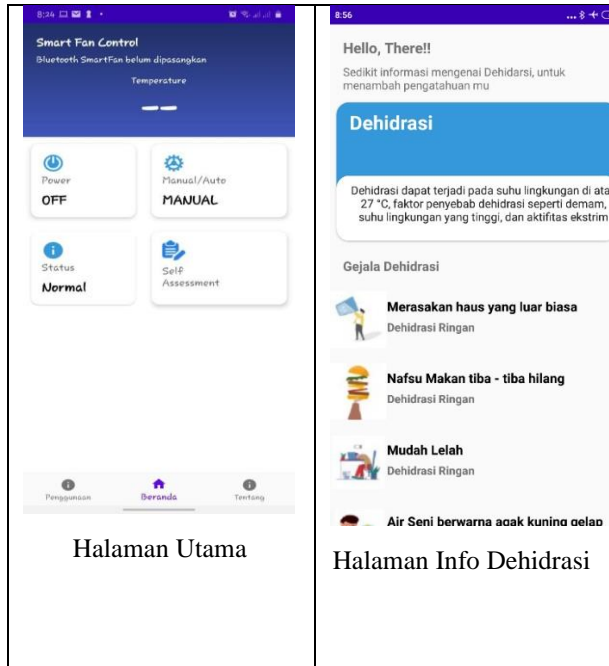 8:24
Smart Fan Control
Bluetooth SmartFan belum dipasangkan
Temperature
--
Power
OFF
Manual/Auto
MANUAL
Status
Normal
Self
Assessment
Penggunaan
Beranda
Tentang
Halaman Utama
8:56
Hello, There!!
Sedikit informasi mengenai Dehidarsi, untuk
menambah pengatahuan mu
Dehidrasi
Dehidrasi dapat terjadi pada suhu lingkungan di ata
27 °C, faktor penyebab dehidrasi seperti demam,
suhu lingkungan yang tinggi, dan aktifitas ekstrim
Gejala Dehidrasi
Merasakan haus yang luar biasa
Dehidrasi Ringan
Nafsu Makan tiba - tiba hilang
Dehidrasi Ringan
Mudah Lelah
Dehidrasi Ringan
Air Seni berwarna agak kuning gelap
Halaman Info Dehidrasi